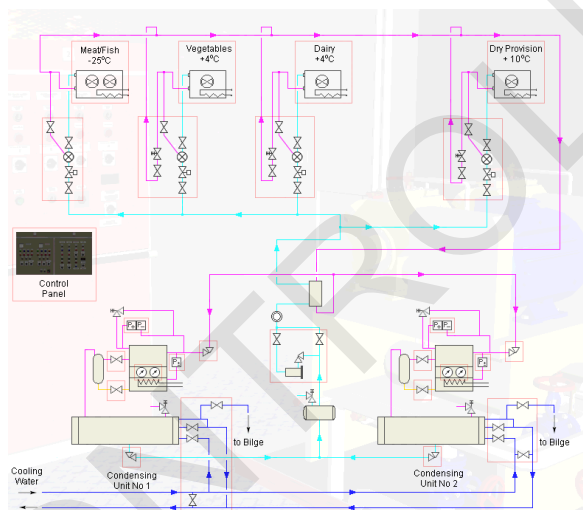 Meat/Fish
-25°C
Vegetables
+4°C
Dairy
+4°C
Dry Provision
+ 10°C
Control
Panel
to Bilge
to Bilge
Cooling
Water
Condensing
Unit No 1
Condensing
Unit No 2